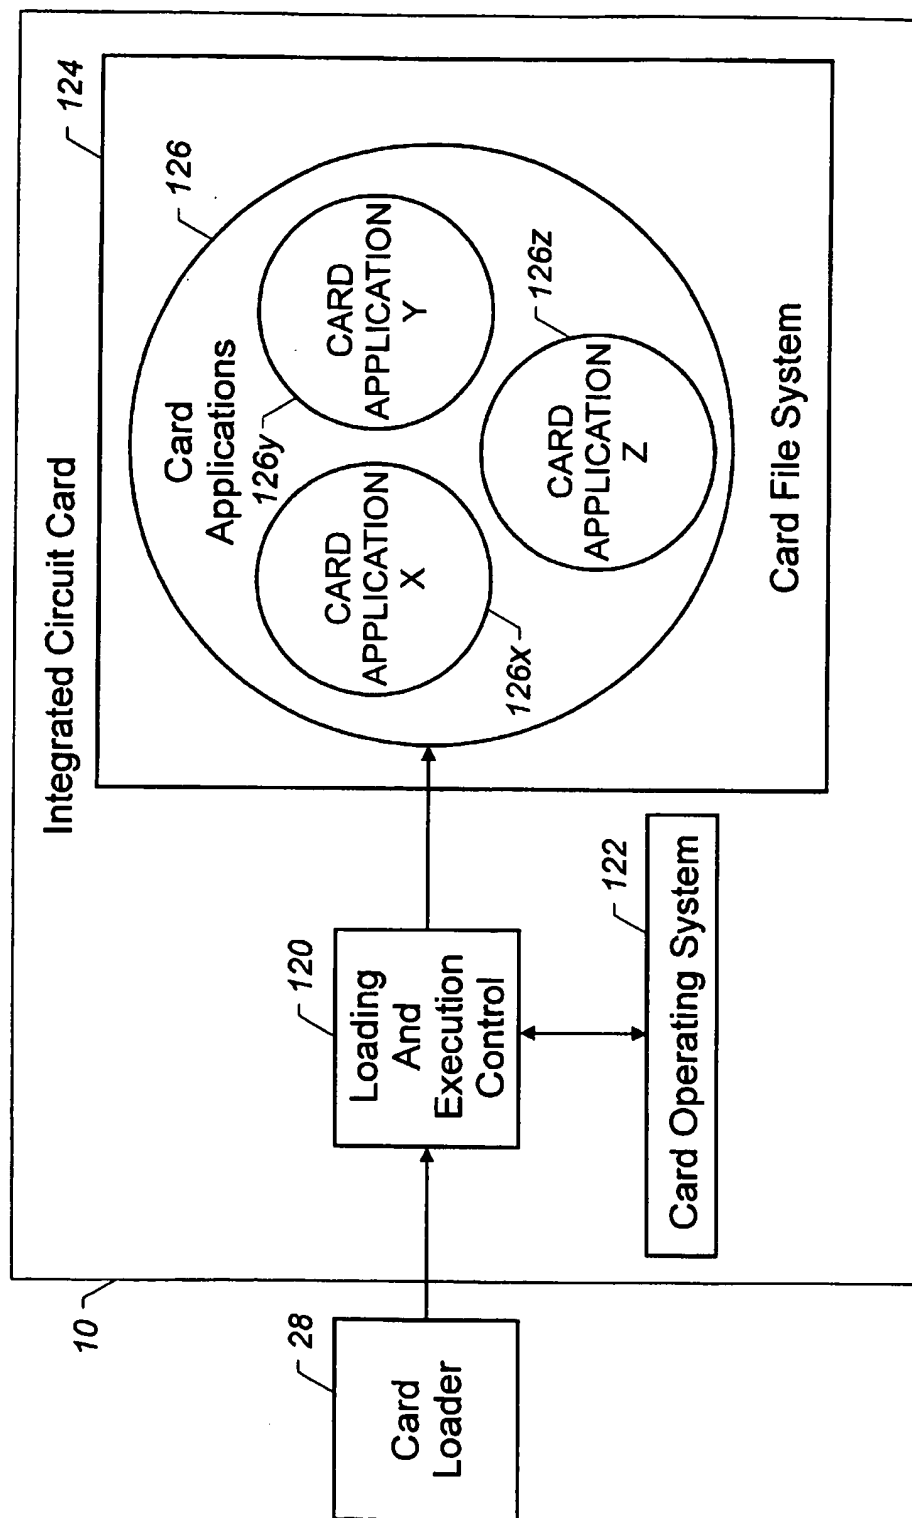 Integrated Circuit Card
124
126
Card
Applications
126y
CARD
APPLICATION
Y
CARD
APPLICATION
X
126x
126z
CARD
APPLICATION
Z
Card File System
120
Loading
And
Execution
Control
122
Card Operating System
10
28
Card
Loader